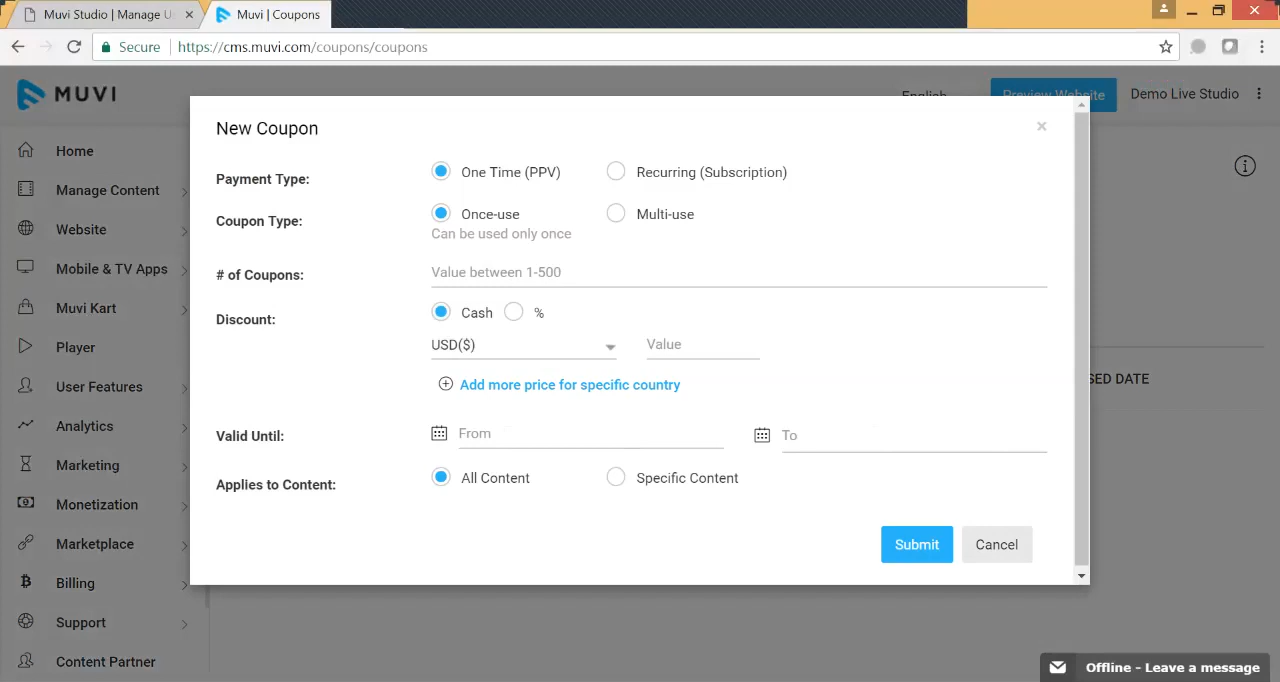 Muvi Studio | Manage U
Muvi | Coupons
Secure
https://cms.muvi.com/coupons/coupons
MUVI
English
Preview Website
Demo Live Studio
Home
Manage Content
Website
Mobile & TV Apps
Muvi Kart
Player
User Features
Analytics
Marketing
Monetization
Marketplace
Billing
Support
Content Partner
New Coupon
Payment Type:
One Time (PPV)
Recurring (Subscription)
Coupon Type:
Once-use
Multi-use
Can be used only once
# of Coupons:
Value between 1-500
Discount:
Cash
%
USD($)
Value
Add more price for specific country
Valid Until:
From
To
Applies to Content:
All Content
Specific Content
Submit
Cancel
SED DATE
Offline - Leave a message